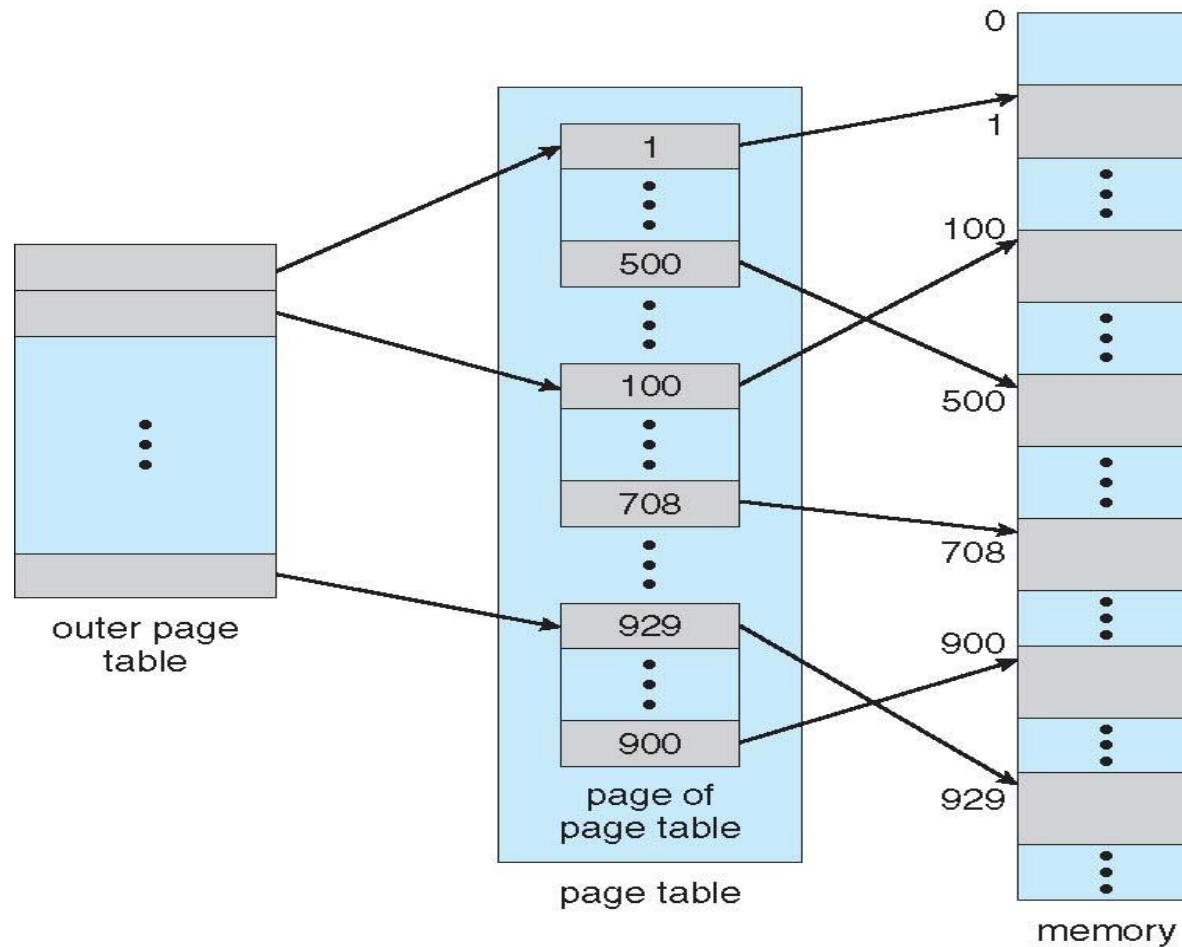 outer page
table
1
500
100
708
929
900
page of
page table
page table
0
1
100
500
708
900
929
memory